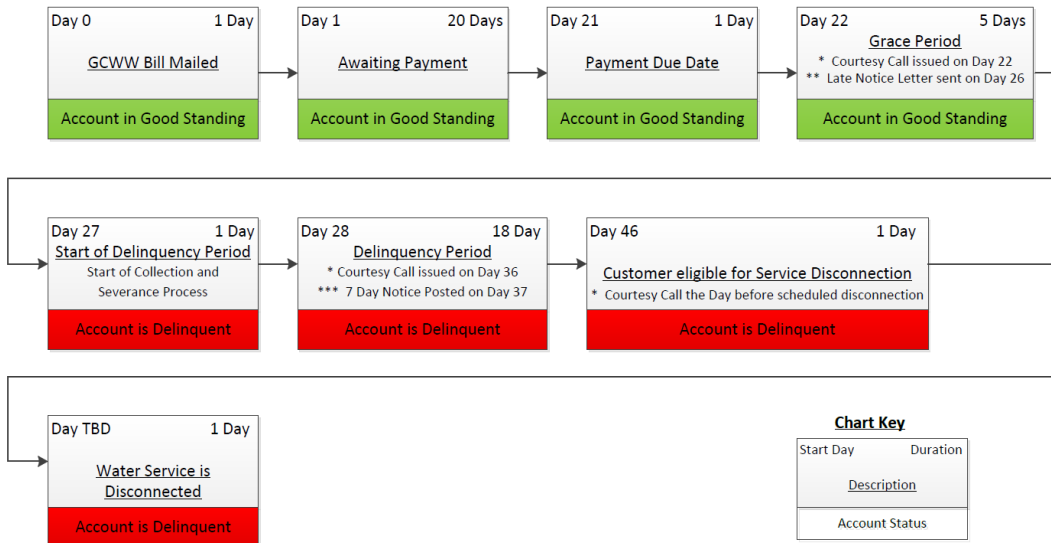 Day 0 1 Day
GCWW Bill Mailed
Account in Good Standing
Day 1 20 Days
Awaiting Payment
Account in Good Standing
Day 21 1 Day
Payment Due Date
Account in Good Standing
Day 22 5 Days
Grace Period
* Courtesy Call issued on Day 22
** Late Notice Letter sent on Day 26
Account in Good Standing
Day 27 1 Day
Start of Delinquency Period
Start of Collection and
Severance Process
Account is Delinquent
Day 28 18 Day
Delinquency Period
* Courtesy Call issued on Day 36
*** 7 Day Notice Posted on Day 37
Account is Delinquent
Day 46 1 Day
Customer eligible for Service Disconnection
* Courtesy Call the Day before scheduled disconnection
Account is Delinquent
Day TBD 1 Day
Water Service is
Disconnected
Account is Delinquent
Chart Key
Start Day Duration
Description
Account Status